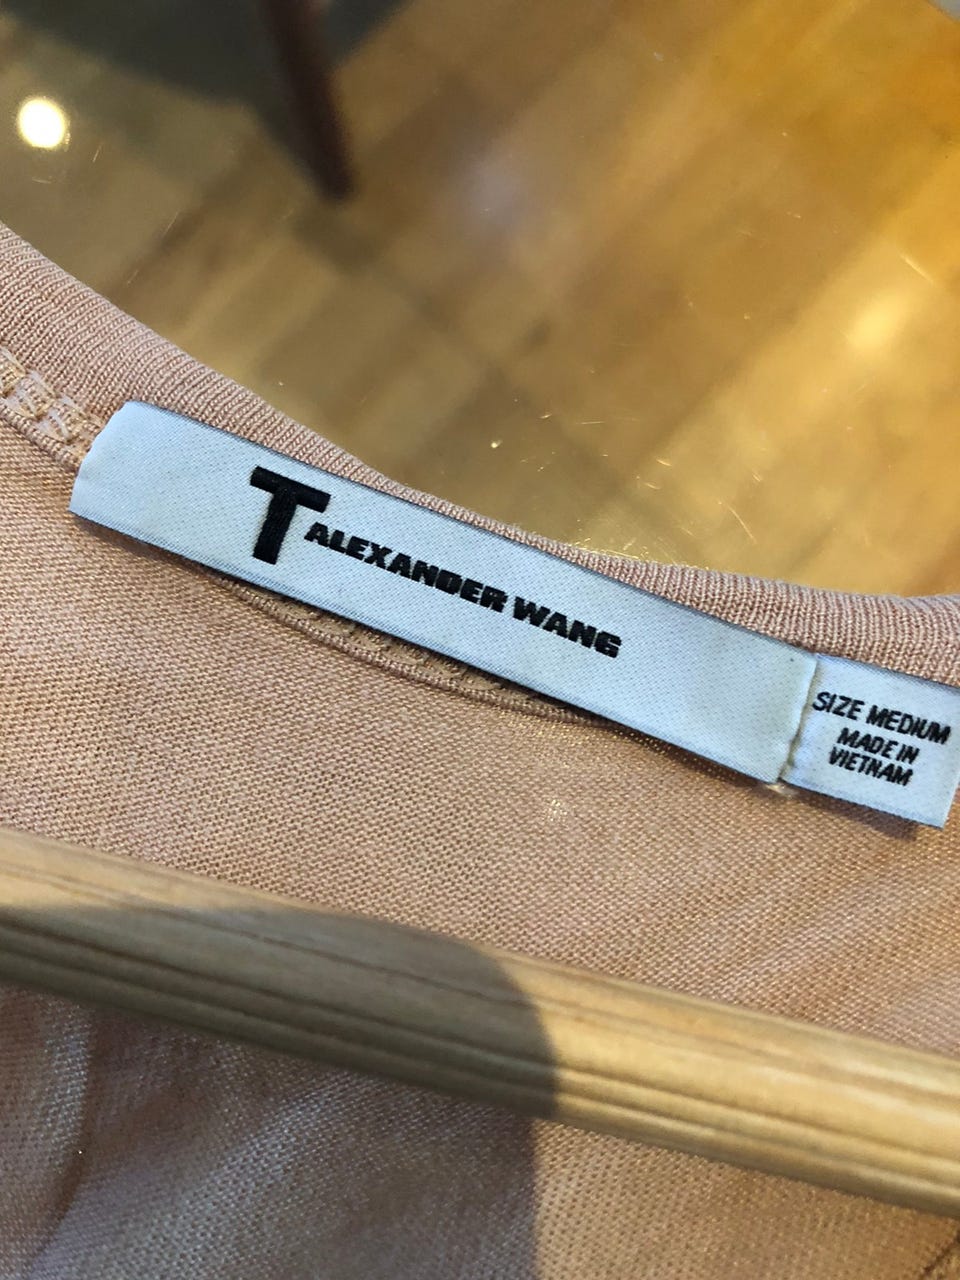 T ALEXANDER WANG
SIZE MEDIUM
MADE IN
VIETNAM